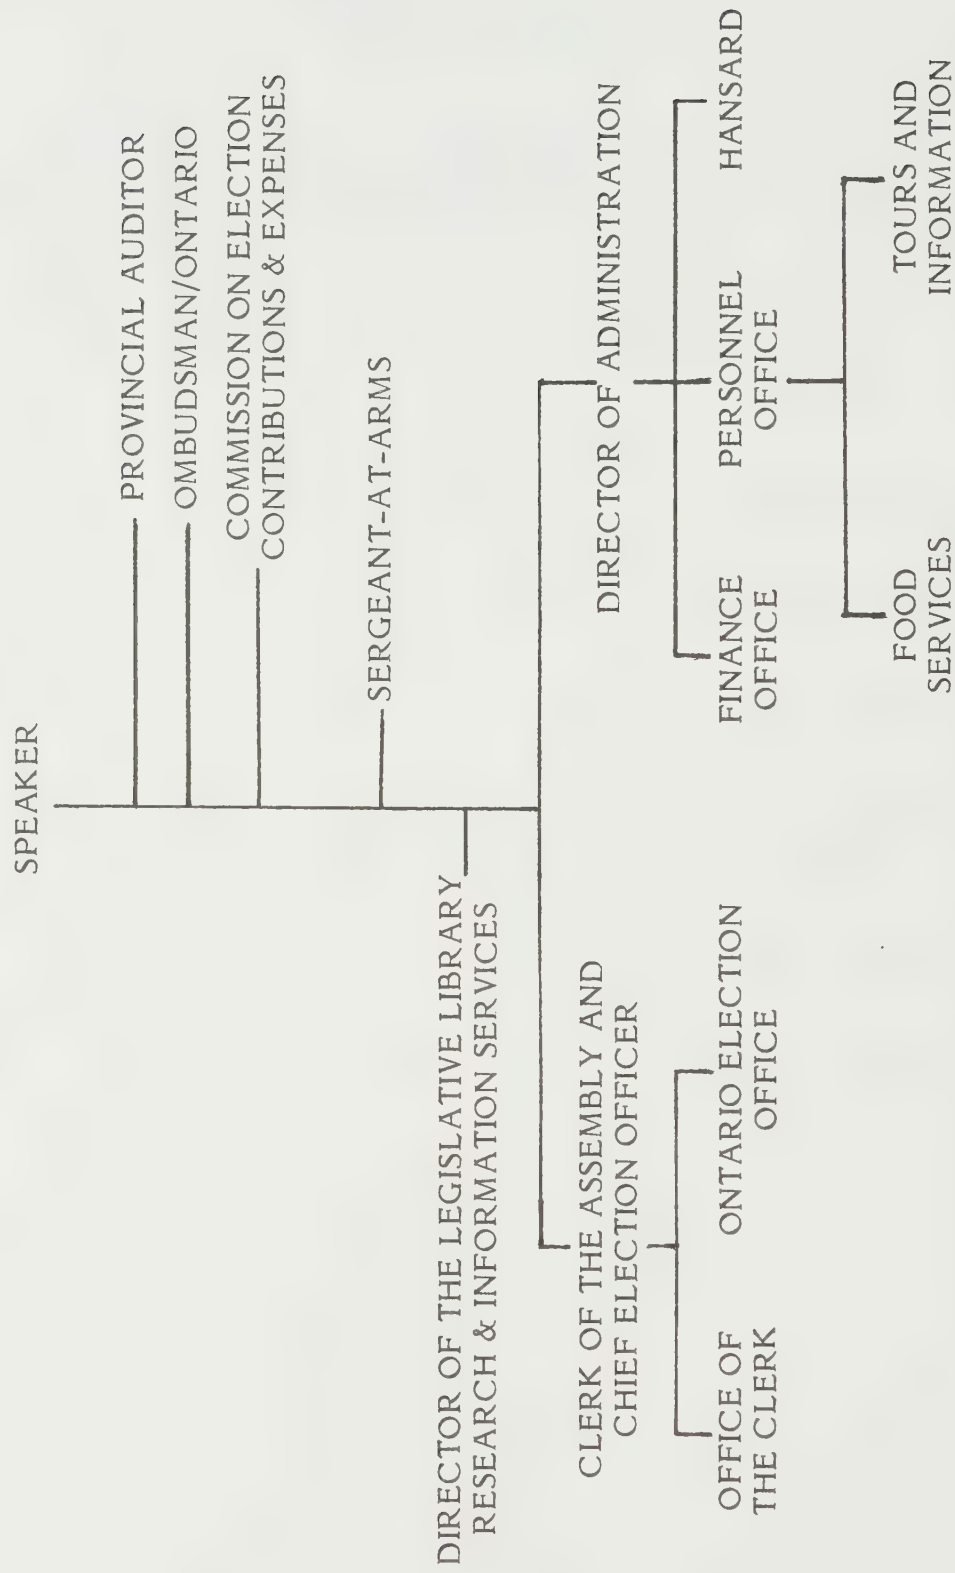 SPEAKER
PROVINCIAL AUDITOR
OMBUDSMAN/ONTARIO
COMMISSION ON ELECTION
CONTRIBUTIONS & EXPENSES
SERGEANT-AT-ARMS
DIRECTOR OF THE LEGISLATIVE LIBRARY
RESEARCH & INFORMATION SERVICES
CLERK OF THE ASSEMBLY AND
CHIEF ELECTION OFFICER
DIRECTOR OF ADMINISTRATION
OFFICE OF
THE CLERK
ONTARIO ELECTION
OFFICE
FINANCE
OFFICE
PERSONNEL
OFFICE
HANSARD
FOOD
SERVICES
TOURS AND
INFORMATION